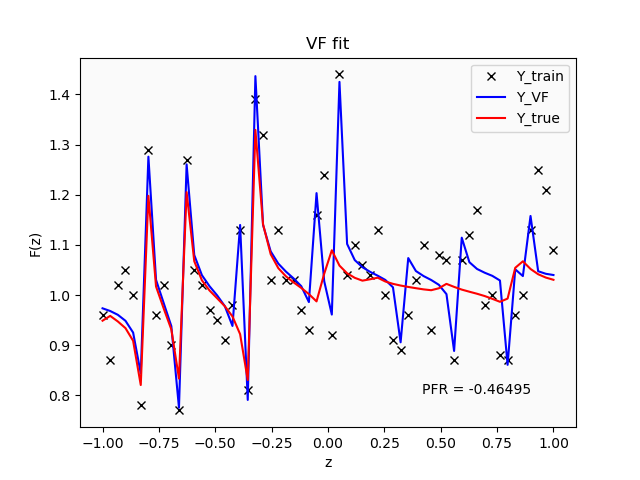 VF fit
F(z)
1.4
1.3
1.2
1.1
1.0
0.9
0.8
Y_train
Y_VF
Y_true
PFR = -0.46495
−1.00 −0.75 −0.50 −0.25 0.00 0.25 0.50 0.75 1.00
z